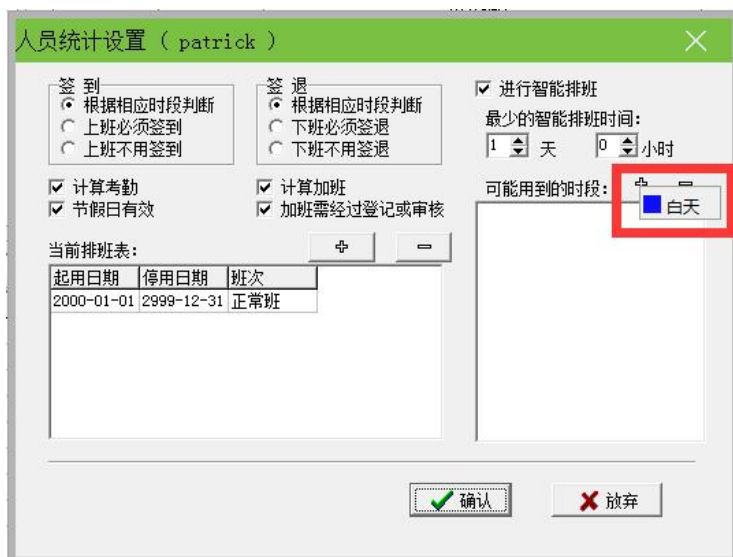 人员统计设置 ( patrick )
签 到
根据相应时段判断
上班必须签到
上班不用签到
签 退
根据相应时段判断
下班必须签退
下班不用签退
进行智能排班
最少的智能排班时间:
1 天 0 小时
计算考勤
节假日有效
计算加班
加班需经过登记或审核
可能用到的时段:
白天
当前排班表:
起用日期 停用日期 班次
2000-01-01 2999-12-31 正常班
确认
放弃